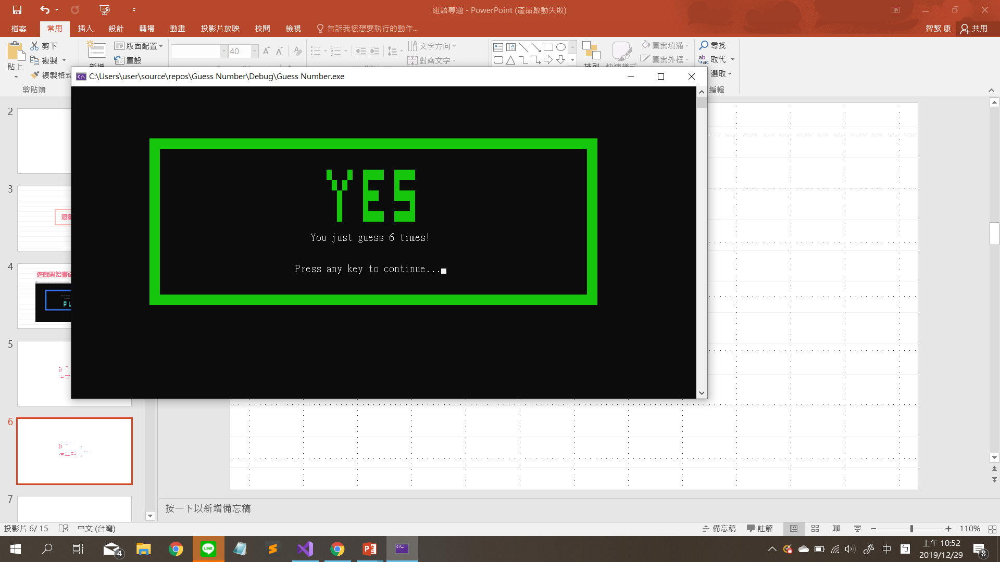 組語專題 - PowerPoint (產品啟動失敗)
檔案 常用 插入 設計 轉場 動畫 投影片放映 校閱 檢視 告訴我您想要執行的動作... 智絜 康 共用
剪下
複製
複製格式
貼上
剪貼簿
版面配置
重設
40
文字方向
對齊文字
圖案填滿
圖案外框
尋找
取代
選取
編輯
C:\Users\user\source\repos\Guess Number\Debug\Guess Number.exe
YES
You just guess 6 times!
Press any key to continue...
2
3
4
遊戲開始畫面
5
6
7
按一下以新增備忘稿
投影片 6/ 15 中文 (台灣) 備忘稿 註解 110%
4
LINE
中
上午 10:52
2019/12/29
8